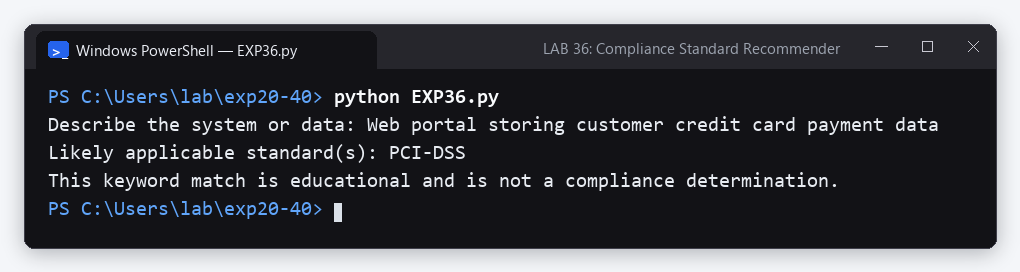 >_ Windows PowerShell — EXP36.py
LAB 36: Compliance Standard Recommender
PS C:\Users\lab\exp20-40> python EXP36.py
Describe the system or data: Web portal storing customer credit card payment data
Likely applicable standard(s): PCI-DSS
This keyword match is educational and is not a compliance determination.
PS C:\Users\lab\exp20-40>